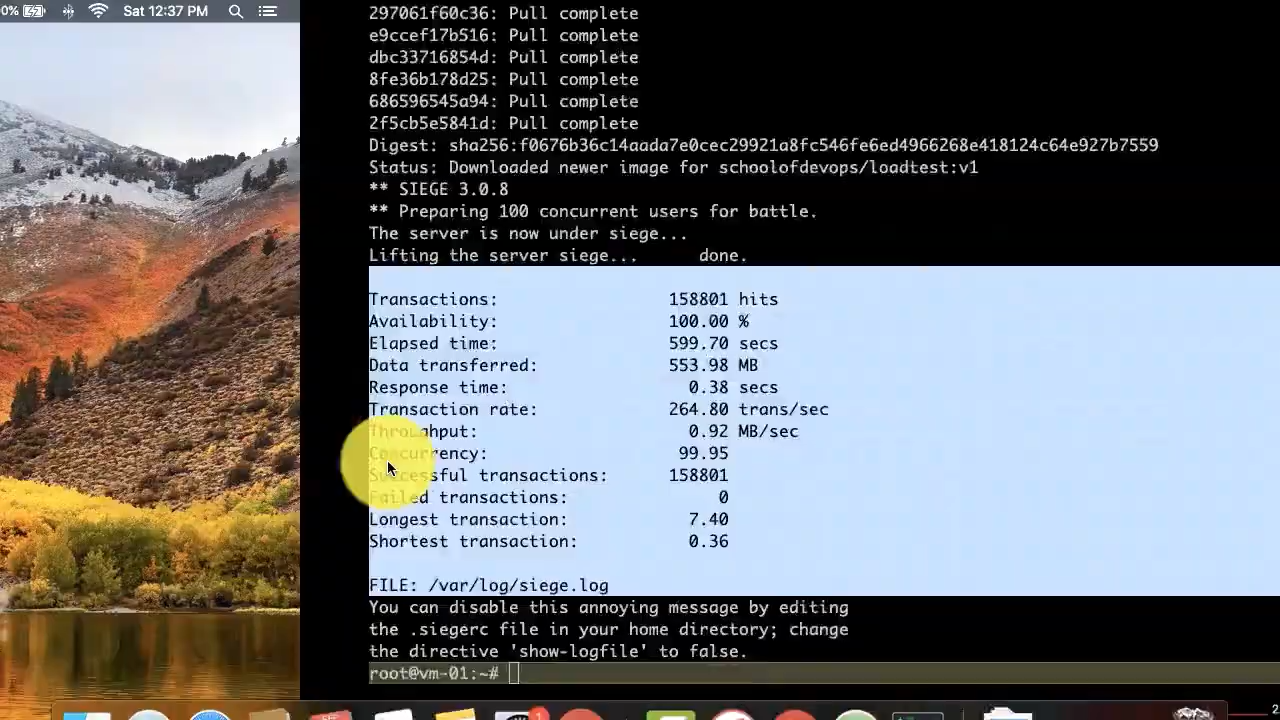 0% Sat 12:37 PM
297061f60c36: Pull complete
e9ccef17b516: Pull complete
dbc33716854d: Pull complete
8fe36b178d25: Pull complete
686596545a94: Pull complete
2f5cb5e5841d: Pull complete
Digest: sha256:f0676b36c14aada7e0cec29921a8fc546fe6ed4966268e418124c64e927b7559
Status: Downloaded newer image for schoolofdevops/loadtest:v1
** SIEGE 3.0.8
** Preparing 100 concurrent users for battle.
The server is now under siege...
Lifting the server siege... done.
Transactions: 158801 hits
Availability: 100.00 %
Elapsed time: 599.70 secs
Data transferred: 553.98 MB
Response time: 0.38 secs
Transaction rate: 264.80 trans/sec
Throughput: 0.92 MB/sec
Concurrency: 99.95
Successful transactions: 158801
Failed transactions: 0
Longest transaction: 7.40
Shortest transaction: 0.36
FILE: /var/log/siege.log
You can disable this annoying message by editing
the .siegerc file in your home directory; change
the directive 'show-logfile' to false.
root@vm-01:~#